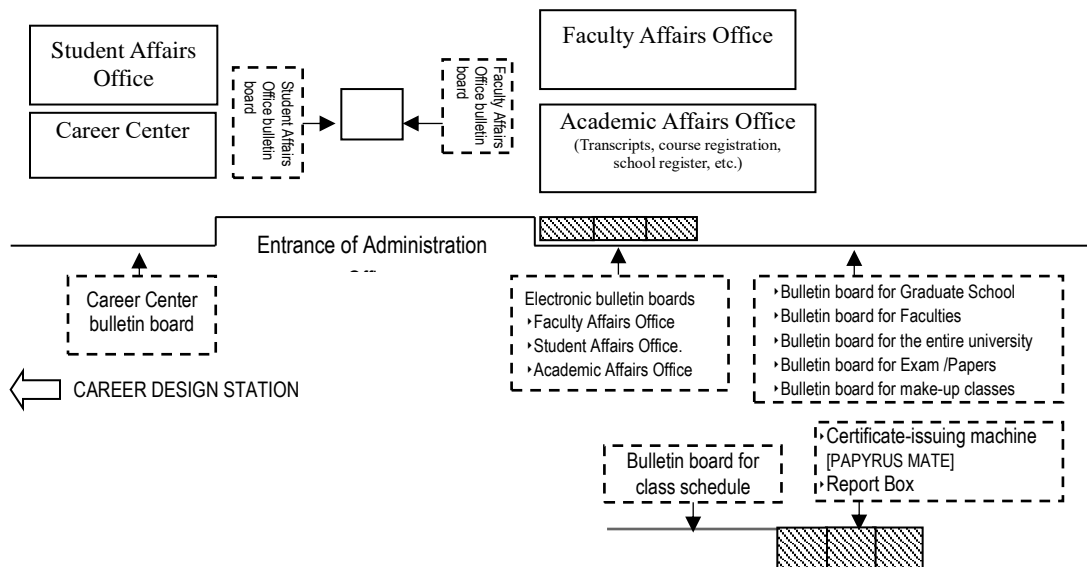 Student Affairs
Office
Career Center
Student Affairs
Office bulletin
board
Faculty Affairs
Office bulletin
board
Faculty Affairs Office
Academic Affairs Office
(Transcripts, course registration,
school register, etc.)
Entrance of Administration
Career Center
bulletin board
Electronic bulletin boards
‣Faculty Affairs Office
‣Student Affairs Office.
‣Academic Affairs Office
‣Bulletin board for Graduate School
‣Bulletin board for Faculties
‣Bulletin board for the entire university
‣Bulletin board for Exam /Papers
‣Bulletin board for make-up classes
CAREER DESIGN STATION
Bulletin board for
class schedule
‣Certificate-issuing machine
[PAPYRUS MATE]
‣Report Box